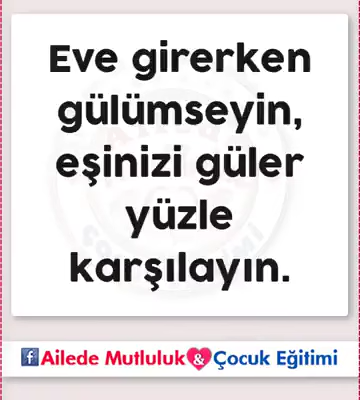 Eve girerken
gülümseyin,
eşinizi güler
yüzle
karşılayın.
Ailede Mutluluk & Çocuk Eğitimi